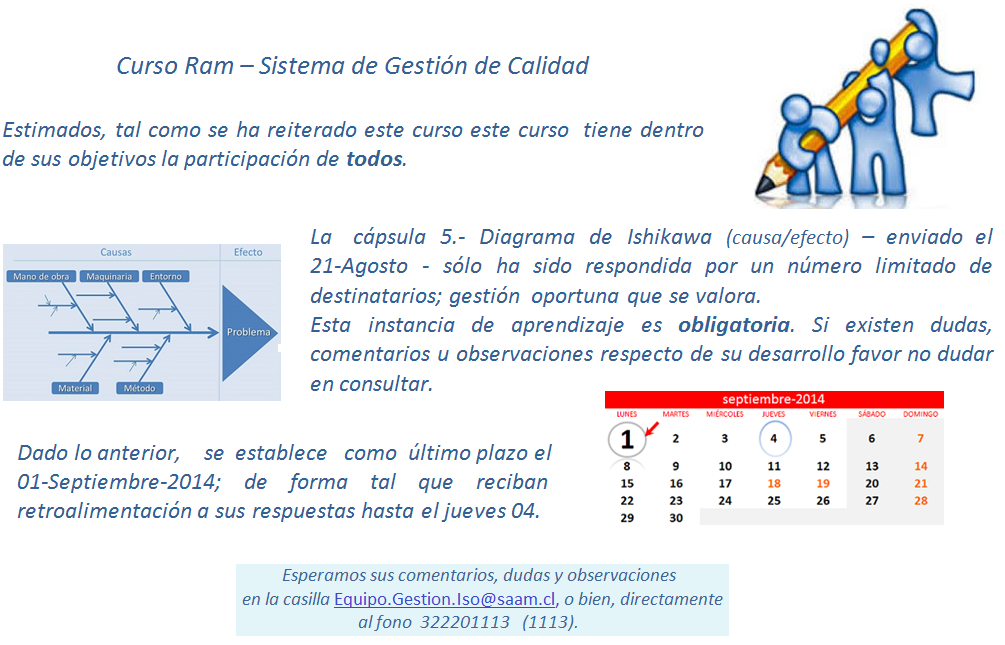 Curso Ram – Sistema de Gestión de Calidad
Estimados, tal como se ha reiterado este curso este curso tiene dentro
de sus objetivos la participación de todos.
La cápsula 5.- Diagrama de Ishikawa (causa/efecto) – enviado el
21-Agosto - sólo ha sido respondida por un número limitado de
destinatarios; gestión oportuna que se valora.
Esta instancia de aprendizaje es obligatoria. Si existen dudas,
comentarios u observaciones respecto de su desarrollo favor no dudar
en consultar.
Causas Efecto
Mano de obra Maquinaria Entorno
Problema
Material Método
septiembre-2014
LUNES MARTES MIÉRCOLES JUEVES VIERNES SÁBADO DOMINGO
1 2 3 4 5 6 7
8 9 10 11 12 13 14
15 16 17 18 19 20 21
22 23 24 25 26 27 28
29 30
Dado lo anterior, se establece como último plazo el
01-Septiembre-2014; de forma tal que reciban
retroalimentación a sus respuestas hasta el jueves 04.
Esperamos sus comentarios, dudas y observaciones
en la casilla Equipo.Gestion.Iso@saam.cl, o bien, directamente
al fono 322201113 (1113).